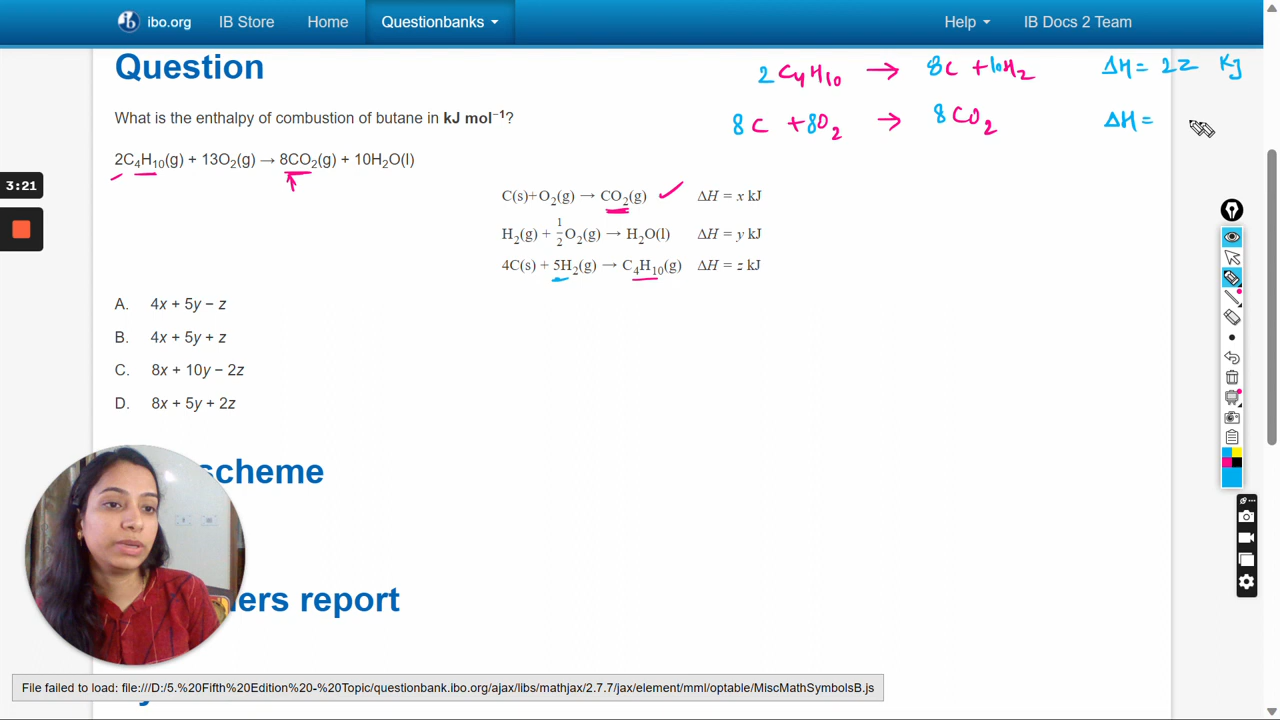 ibo.org IB Store Home Questionbanks Help IB Docs 2 Team
Question
2C₄H₁₀ → 8C + 10H₂ ΔH = 2z KJ
What is the enthalpy of combustion of butane in kJ mol⁻¹?
8C + 8O₂ → 8CO₂ ΔH =
2C₄H₁₀(g) + 13O₂(g) → 8CO₂(g) + 10H₂O(l)
3:21
C(s)+O₂(g) → CO₂(g) ΔH = x kJ
H₂(g) + 1/2 O₂(g) → H₂O(l) ΔH = y kJ
4C(s) + 5H₂(g) → C₄H₁₀(g) ΔH = z kJ
A. 4x + 5y − z
B. 4x + 5y + z
C. 8x + 10y − 2z
D. 8x + 5y + 2z
scheme
ers report
File failed to load: file:///D:/5.%20Fifth%20Edition%20-%20Topic/questionbank.ibo.org/ajax/libs/mathjax/2.7.7/jax/element/mml/optable/MiscMathSymbolsB.js